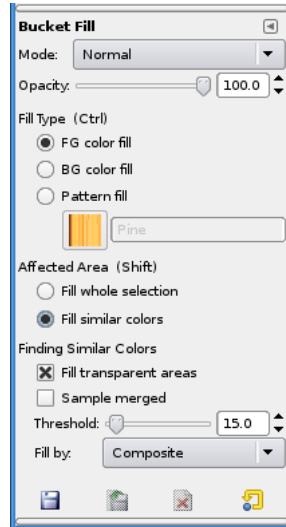 Bucket Fill
Mode: Normal
Opacity: 100.0
Fill Type (Ctrl)
FG color fill
BG color fill
Pattern fill
Pine
Affected Area (Shift)
Fill whole selection
Fill similar colors
Finding Similar Colors
Fill transparent areas
Sample merged
Threshold: 15.0
Fill by: Composite